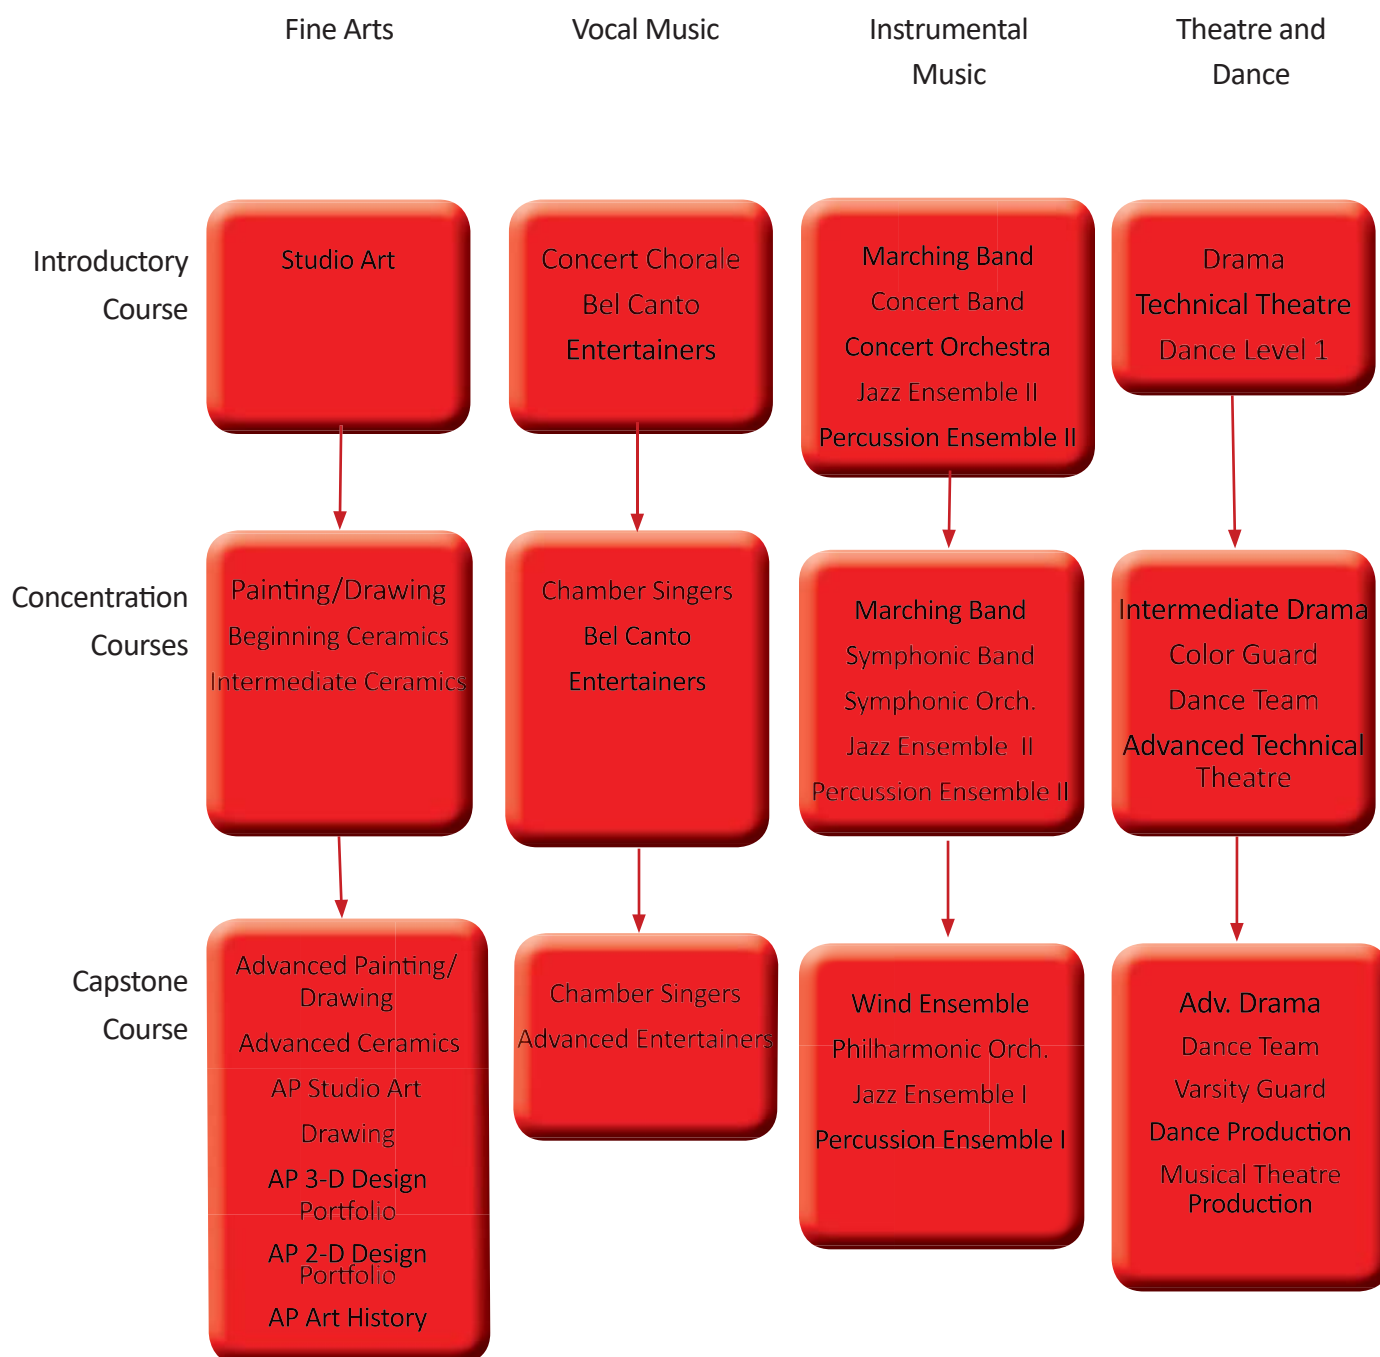 Fine Arts
Vocal Music
Instrumental
Music
Theatre and
Dance
Introductory
Course
Studio Art
Concert Chorale
Bel Canto
Entertainers
Marching Band
Concert Band
Concert Orchestra
Jazz Ensemble II
Percussion Ensemble II
Drama
Technical Theatre
Dance Level 1
Concentration
Courses
Painting/Drawing
Beginning Ceramics
Intermediate Ceramics
Chamber Singers
Bel Canto
Entertainers
Marching Band
Symphonic Band
Symphonic Orch.
Jazz Ensemble  II
Percussion Ensemble II
Intermediate Drama
Color Guard
Dance Team
Advanced Technical
Theatre
Capstone
Course
Advanced Painting/
Drawing
Advanced Ceramics
AP Studio Art
Drawing
AP 3-D Design
Portfolio
AP 2-D Design
Portfolio
AP Art History
Chamber Singers
Advanced Entertainers
Wind Ensemble
Philharmonic Orch.
Jazz Ensemble I
Percussion Ensemble I
Adv. Drama
Dance Team
Varsity Guard
Dance Production
Musical Theatre
Production